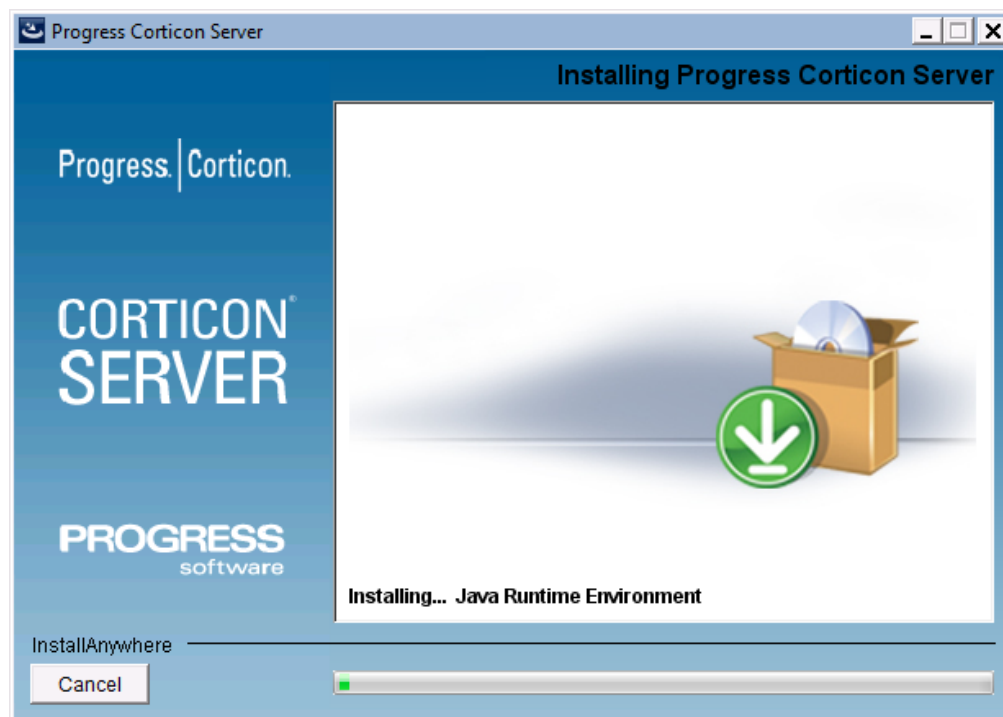 Progress Corticon Server
Installing Progress Corticon Server
Progress. Corticon.
CORTICON®
SERVER
PROGRESS
software
Installing... Java Runtime Environment
InstallAnywhere
Cancel